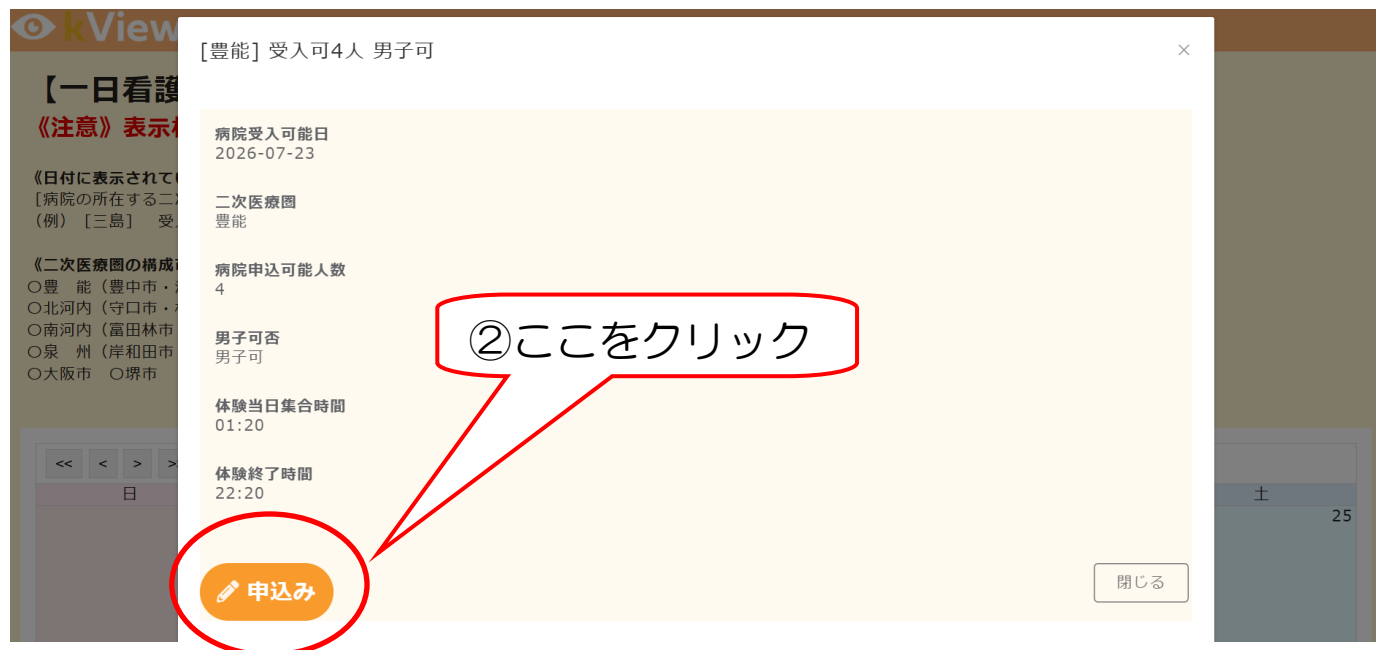 kView
[豊能] 受入可4人 男子可
×
【一日看護
《注意》表示
病院受入可能日
2026-07-23
《日付に表示されて
[病院の所在する二
(例) [三島] 受
二次医療圏
豊能
《二次医療圏の構成
○豊 能（豊中市・
○北河内（守口市・
○南河内（富田林市
○泉 州（岸和田市
○大阪市 ○堺市
病院申込可能人数
4
男子可否
男子可
②ここをクリック
体験当日集合時間
01:20
体験終了時間
22:20
<< < > >
日
土
25
申込み
閉じる